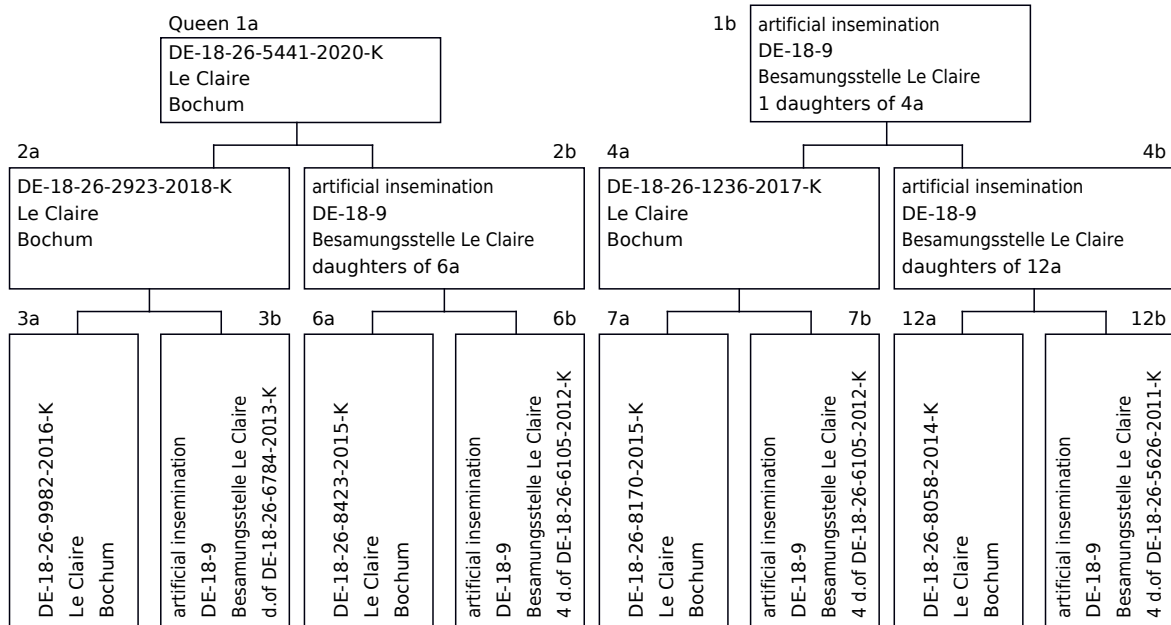 Queen 1a
DE-18-26-5441-2020-K
Le Claire
Bochum
1b
artificial insemination
DE-18-9
Besamungsstelle Le Claire
1 daughters of 4a
2a
DE-18-26-2923-2018-K
Le Claire
Bochum
2b
artificial insemination
DE-18-9
Besamungsstelle Le Claire
daughters of 6a
4a
DE-18-26-1236-2017-K
Le Claire
Bochum
4b
artificial insemination
DE-18-9
Besamungsstelle Le Claire
daughters of 12a
3a
DE-18-26-9982-2016-K
Le Claire
Bochum
3b
artificial insemination
DE-18-9
Besamungsstelle Le Claire
d.of DE-18-26-6784-2013-K
6a
DE-18-26-8423-2015-K
Le Claire
Bochum
6b
artificial insemination
DE-18-9
Besamungsstelle Le Claire
4 d.of DE-18-26-6105-2012-K
7a
DE-18-26-8170-2015-K
Le Claire
Bochum
7b
artificial insemination
DE-18-9
Besamungsstelle Le Claire
4 d.of DE-18-26-6105-2012-K
12a
DE-18-26-8058-2014-K
Le Claire
Bochum
12b
artificial insemination
DE-18-9
Besamungsstelle Le Claire
4 d.of DE-18-26-5626-2011-K